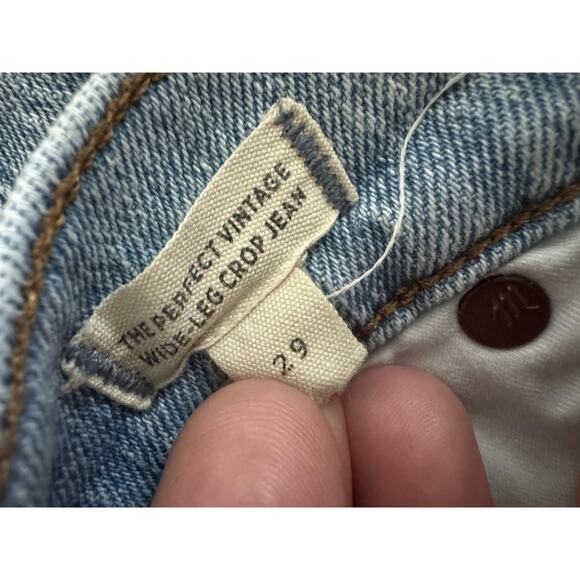 THE PERFECT VINTAGE
WIDE-LEG CROP JEAN
29
m